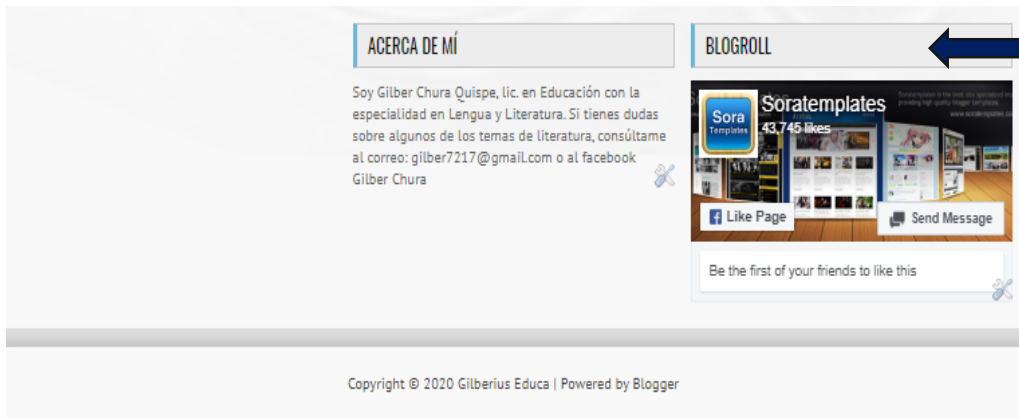 ACERCA DE MÍ
Soy Gilber Chura Quispe, lic. en Educación con la
especialidad en Lengua y Literatura. Si tienes dudas
sobre algunos de los temas de literatura, consúltame
al correo: gilber7217@gmail.com o al facebook
Gilber Chura
BLOGROLL
Sora
Templates
Soratemplates
43,745 likes
Like Page
Send Message
Be the first of your friends to like this
Copyright © 2020 Gilberius Educa | Powered by Blogger